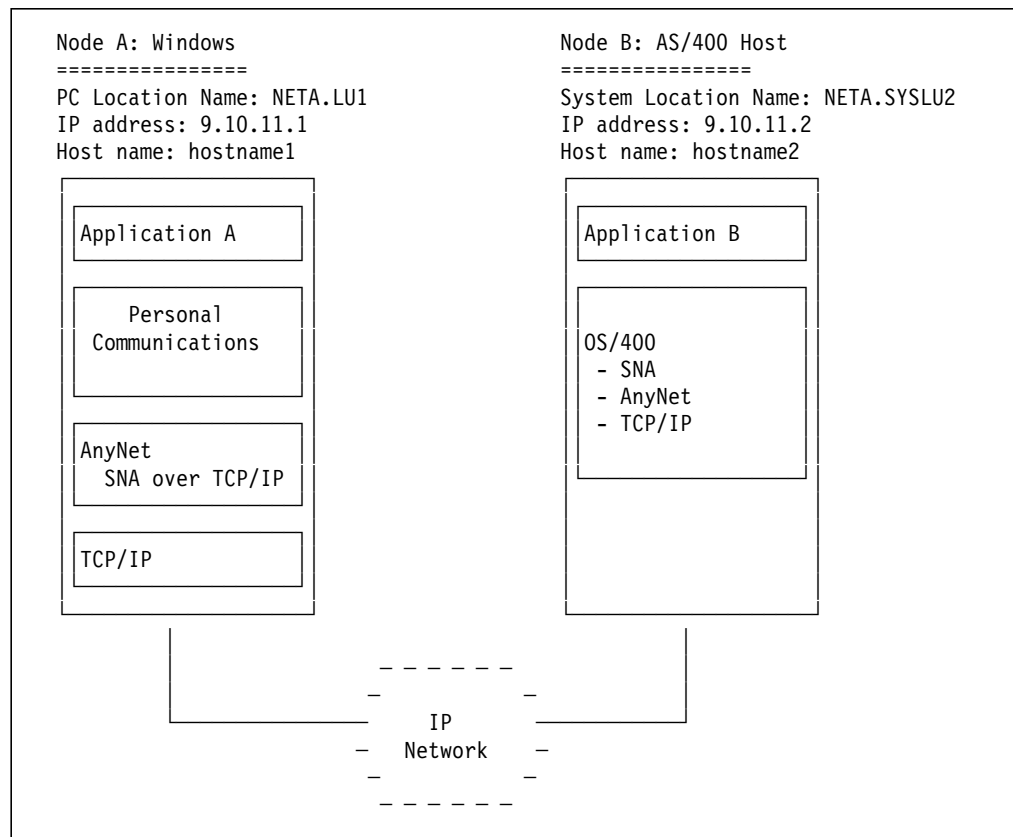 Node A: Windows
================
PC Location Name: NETA.LU1
IP address: 9.10.11.1
Host name: hostname1
Application A
Personal
Communications
AnyNet
SNA over TCP/IP
TCP/IP
Node B: AS/400 Host
================
System Location Name: NETA.SYSLU2
IP address: 9.10.11.2
Host name: hostname2
Application B
OS/400
- SNA
- AnyNet
- TCP/IP
IP
Network